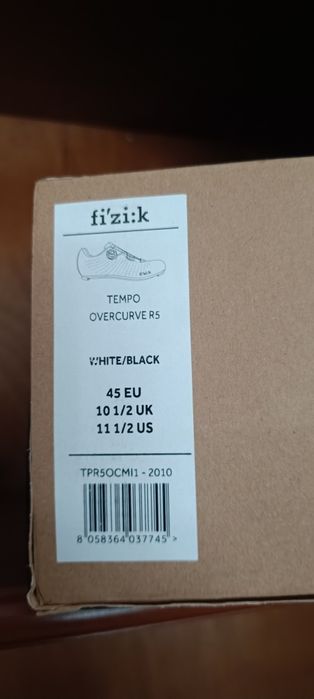 fi'zi:k
TEMPO
OVERCURVE R5
WHITE/BLACK
45 EU
10 1/2 UK
11 1/2 US
TPR5OCMI1 - 2010
8 058364 037745 >